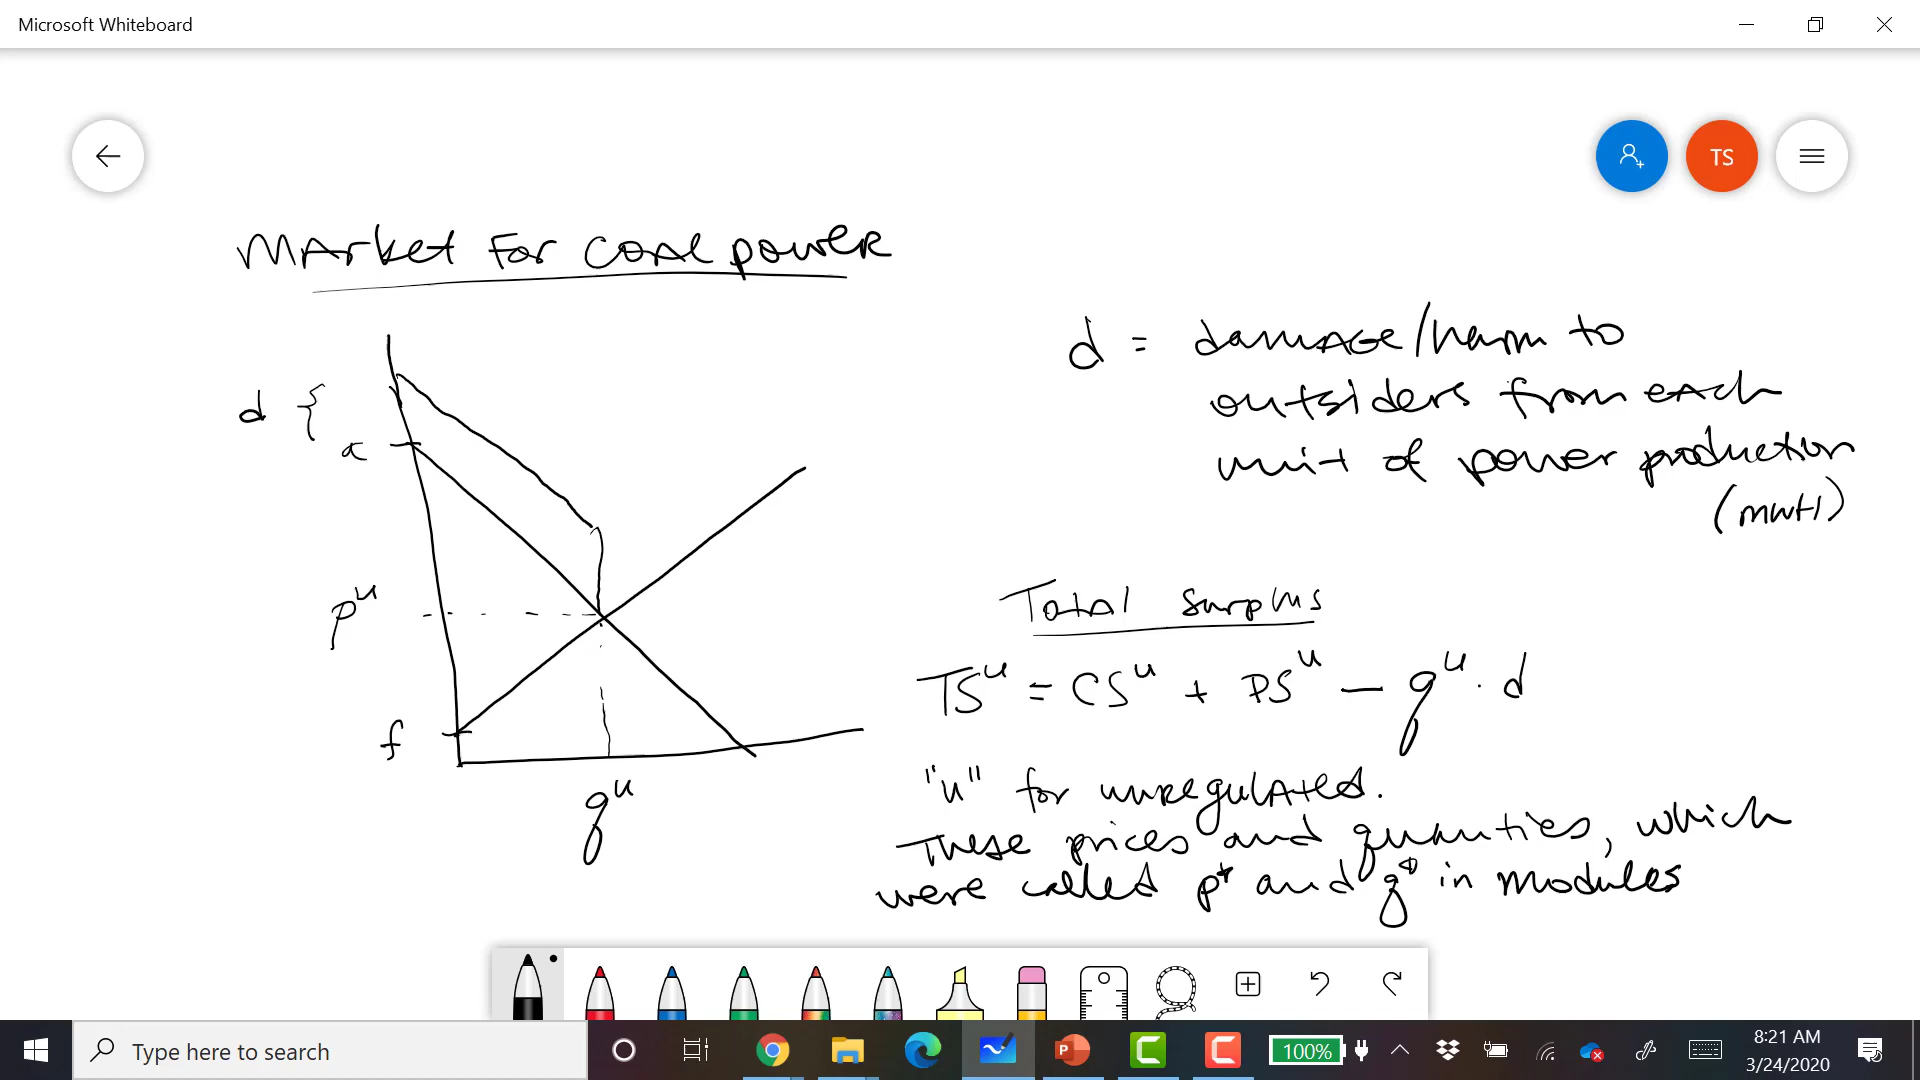 Microsoft Whiteboard
TS
Market for coal power
d = damage/harm to
outsiders from each
unit of power production
(MWH)
d {
a
p^u
f
q^u
Total surplus
TS^u = CS^u + PS^u — q^u · d
"u" for unregulated.
These prices and quantities, which
were called p* and q* in modules
Type here to search
100%
8:21 AM
3/24/2020